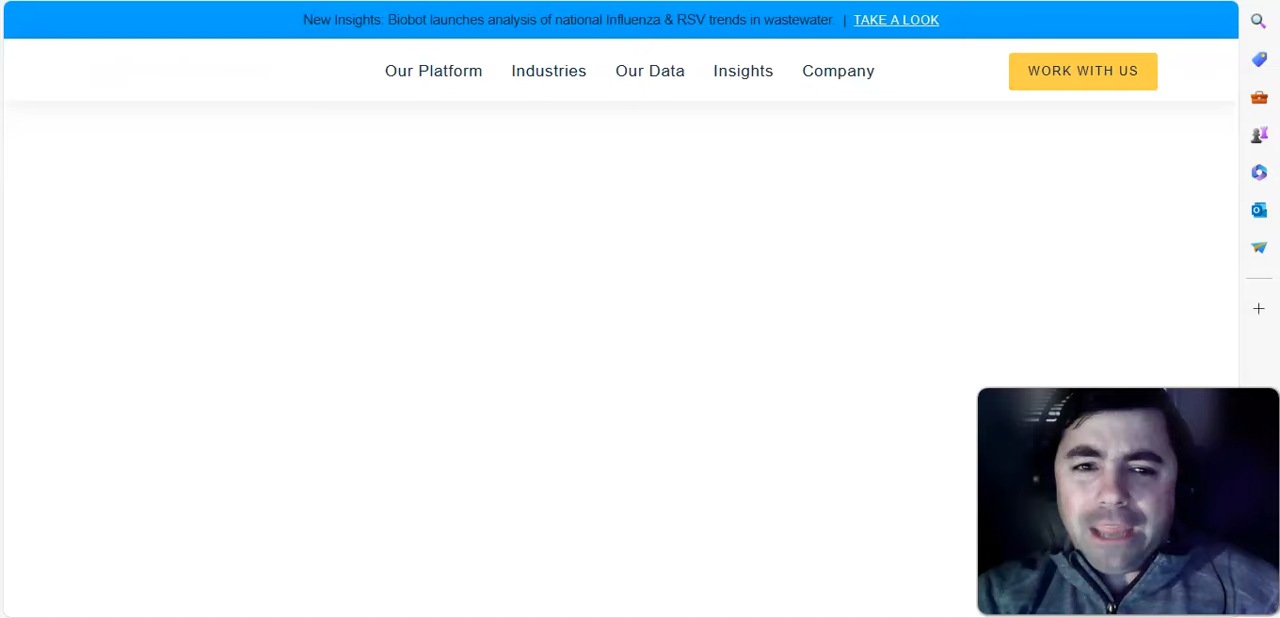 New Insights: Biobot launches analysis of national Influenza & RSV trends in wastewater. | TAKE A LOOK
Our Platform Industries Our Data Insights Company WORK WITH US